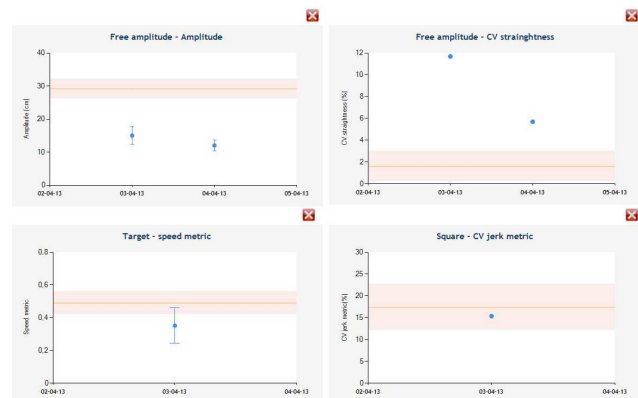 Free amplitude - Amplitude
40
30
20
10
0
Amplitude (cm)
02-04-13 03-04-13 04-04-13 05-04-13
Free amplitude - CV strainghtness
12
10
8
6
4
2
0
CV straightness (%)
02-04-13 03-04-13 04-04-13 05-04-13
Target - speed metric
0,8
0,6
0,4
0,2
0
Speed metric
02-04-13 03-04-13 04-04-13
Square - CV jerk metric
30
25
20
15
10
5
0
CV jerk metric(%)
02-04-13 03-04-13 04-04-13